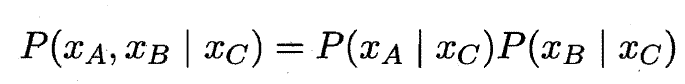 P(x_A, x_B | x_C) = P(x_A | x_C)P(x_B | x_C)